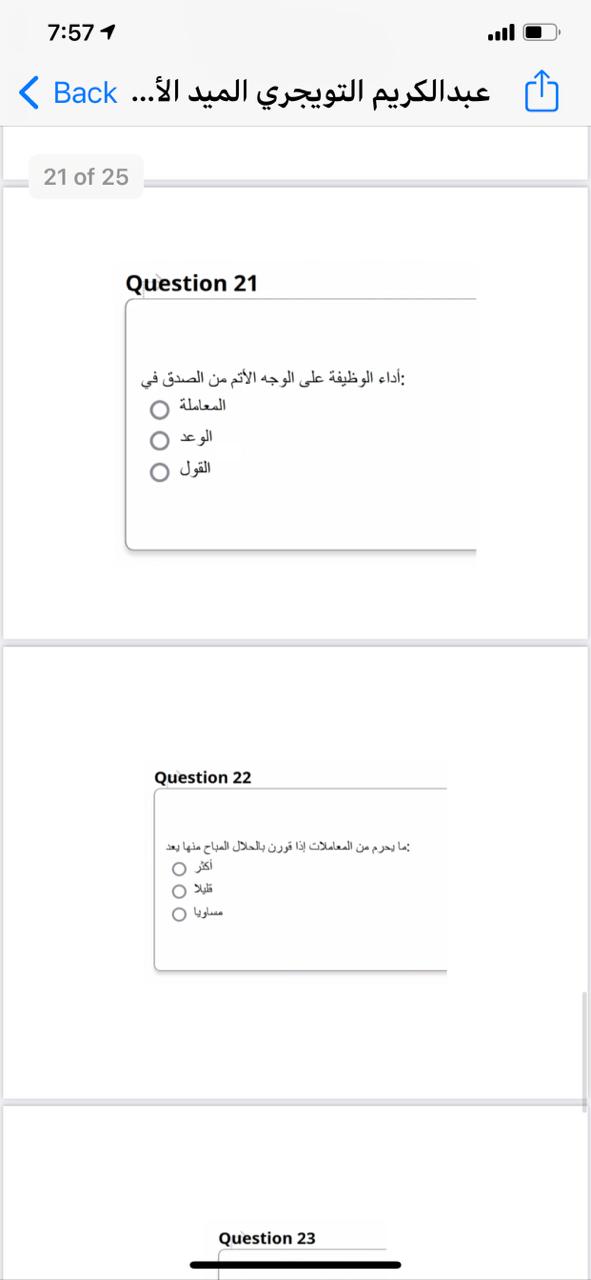 7:57
Back
عبدالكريم التويجري الميد الأ...
21 of 25
Question 21
أداء الوظيفة على الوجه الأتم من الصدق في:
المعاملة
الوعد
القول
Question 22
ما يحرم من المعاملات إذا قورن بالحلال المباح منها يعد:
أكثر
قليلا
مساويا
Question 23